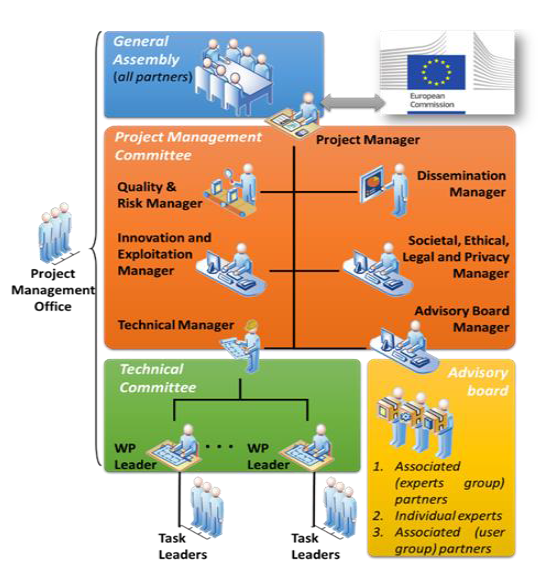 General
Assembly
(all partners)
European
Commission
Project Manager
Project Management
Committee
Quality &
Risk Manager
Dissemination
Manager
Innovation and
Exploitation
Manager
Societal, Ethical,
Legal and Privacy
Manager
Project
Management
Office
Technical Manager
Advisory Board
Manager
Technical
Committee
Advisory
board
WP
Leader
• • •
WP
Leader
1. Associated
(experts group)
partners
2. Individual experts
3. Associated (user
group) partners
Task
Leaders
Task
Leaders